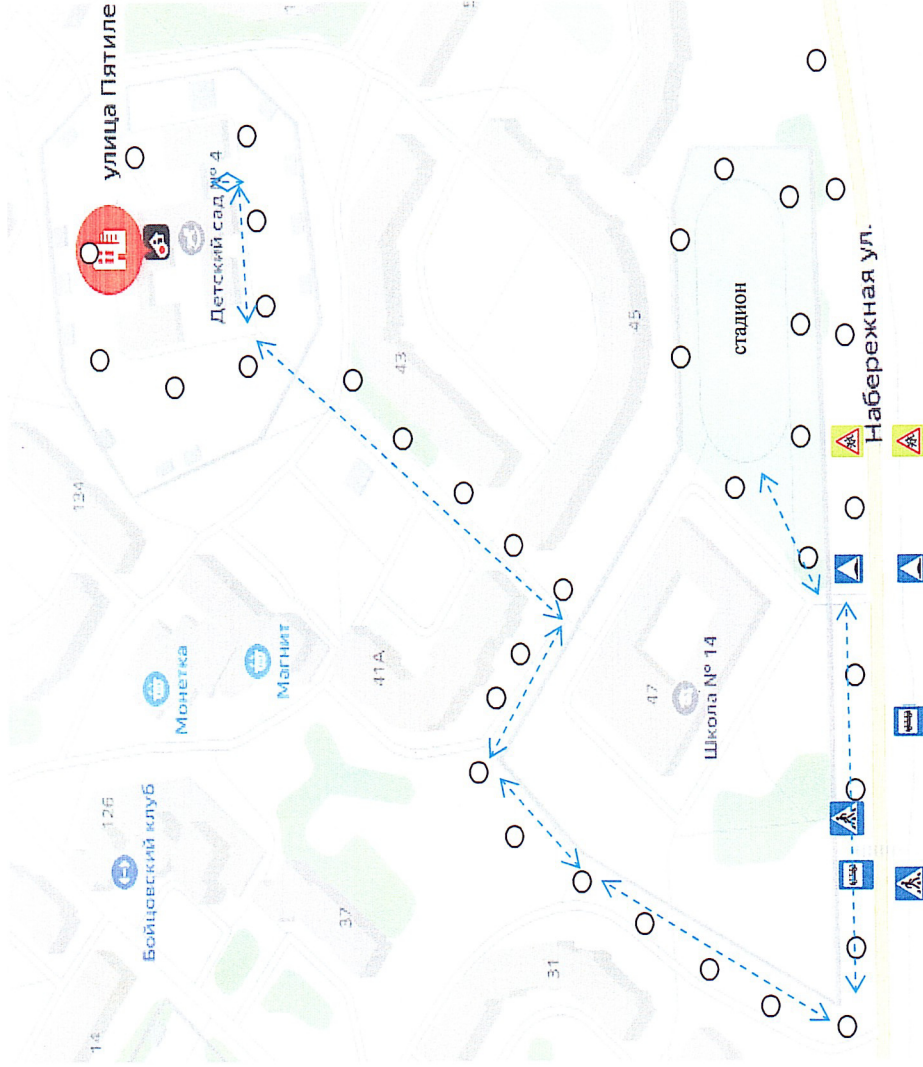 улица Пятиле
Детский сад № 4
134
Монетка
Магнит
126
Бойцовский клуб
14
37
41А
43
45
31
47
Школа № 14
стадион
Набережная ул.